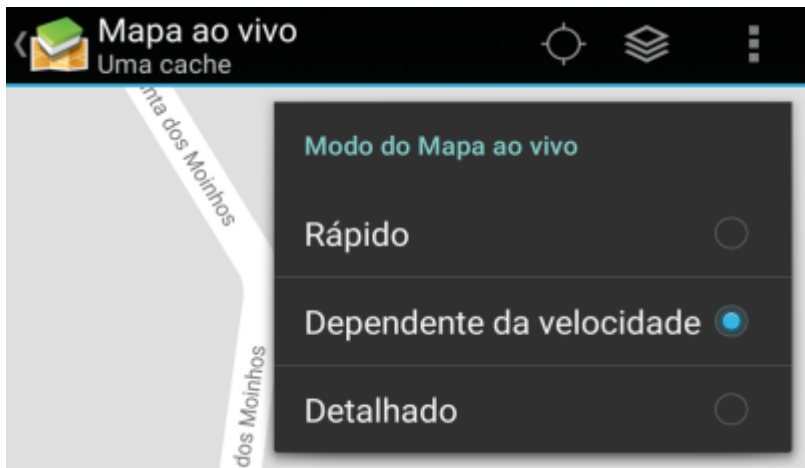 Mapa ao vivo
Uma cache
nta dos Moinhos
Modo do Mapa ao vivo
Rápido
Dependente da velocidade
Detalhado
dos Moinhos